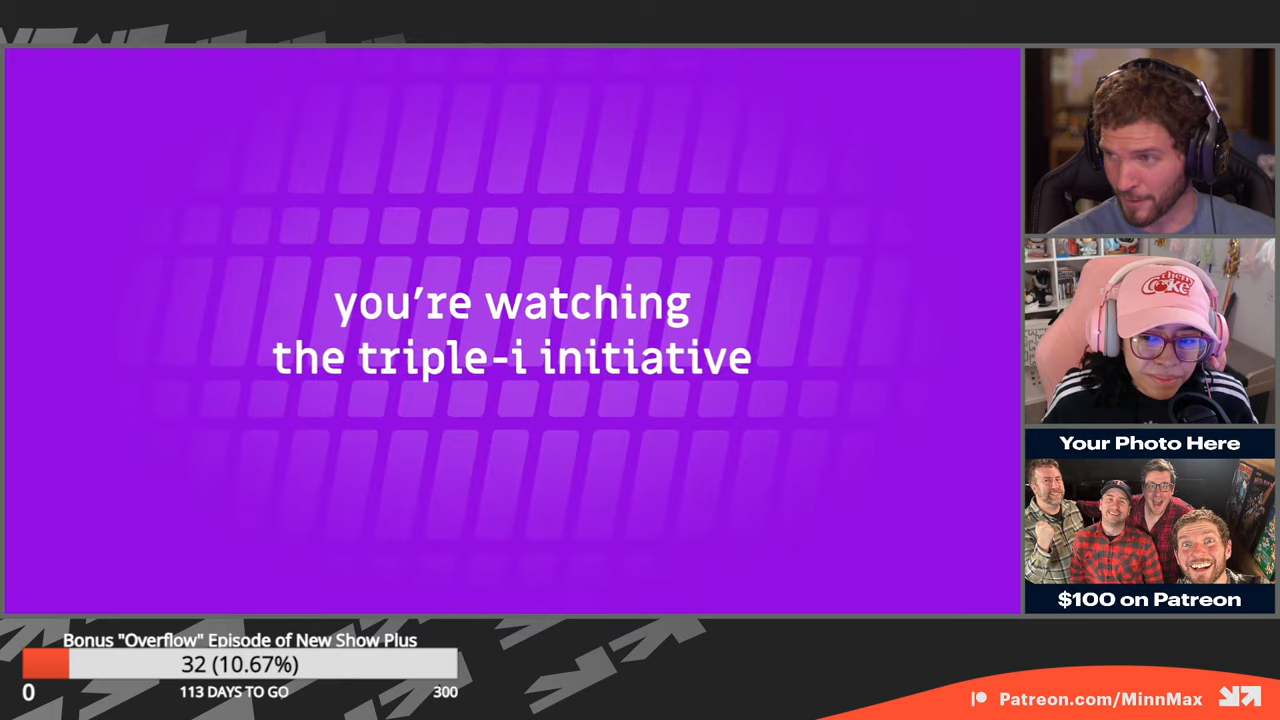 you're watching
the triple-i initiative
cherry
Coke
Your Photo Here
$100 on Patreon
Bonus "Overflow" Episode of New Show Plus
32 (10.67%)
0
113 DAYS TO GO
300
Patreon.com/MinnMax